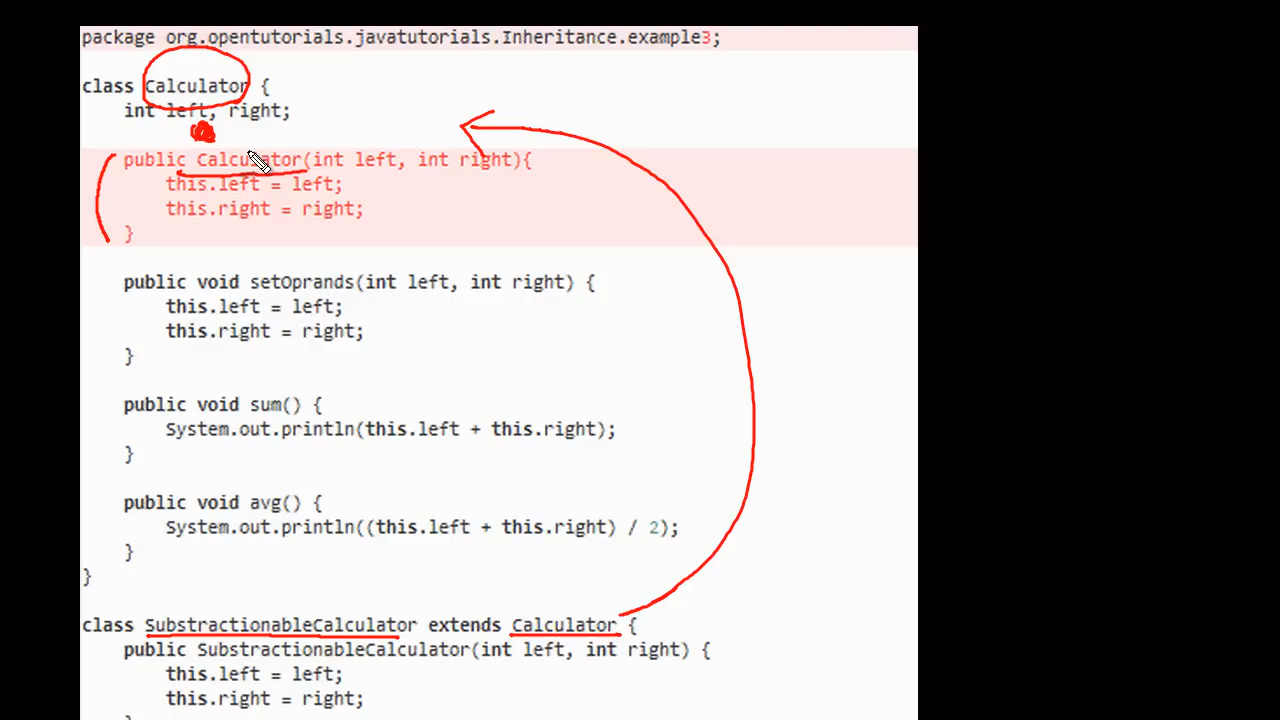 package org.opentutorials.javatutorials.Inheritance.example3;
class Calculator {
int left, right;
public Calculator(int left, int right){
this.left = left;
this.right = right;
}
public void setOprands(int left, int right) {
this.left = left;
this.right = right;
}
public void sum() {
System.out.println(this.left + this.right);
}
public void avg() {
System.out.println((this.left + this.right) / 2);
}
}
class SubstractionableCalculator extends Calculator {
public SubstractionableCalculator(int left, int right) {
this.left = left;
this.right = right;